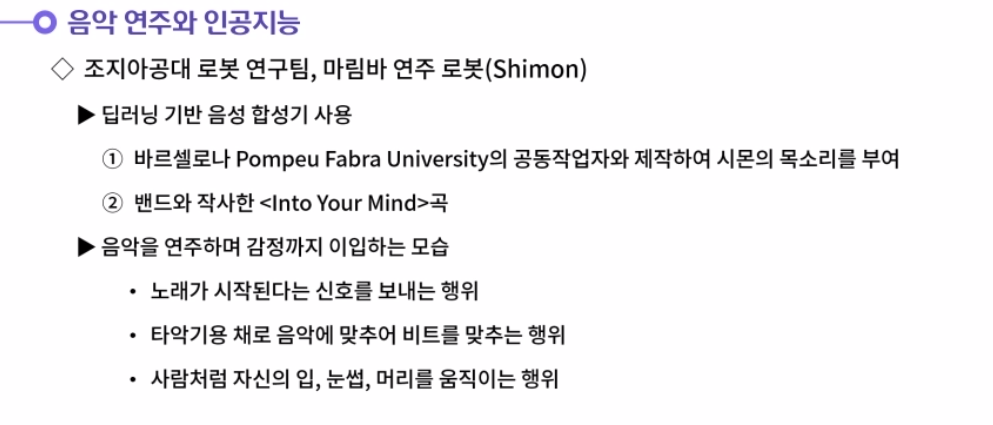 음악 연주와 인공지능
◇ 조지아공대 로봇 연구팀, 마림바 연주 로봇(Shimon)
▶ 딥러닝 기반 음성 합성기 사용
① 바르셀로나 Pompeu Fabra University의 공동작업자와 제작하여 시몬의 목소리를 부여
② 밴드와 작사한 <Into Your Mind>곡
▶ 음악을 연주하며 감정까지 이입하는 모습
• 노래가 시작된다는 신호를 보내는 행위
• 타악기용 채로 음악에 맞추어 비트를 맞추는 행위
• 사람처럼 자신의 입, 눈썹, 머리를 움직이는 행위